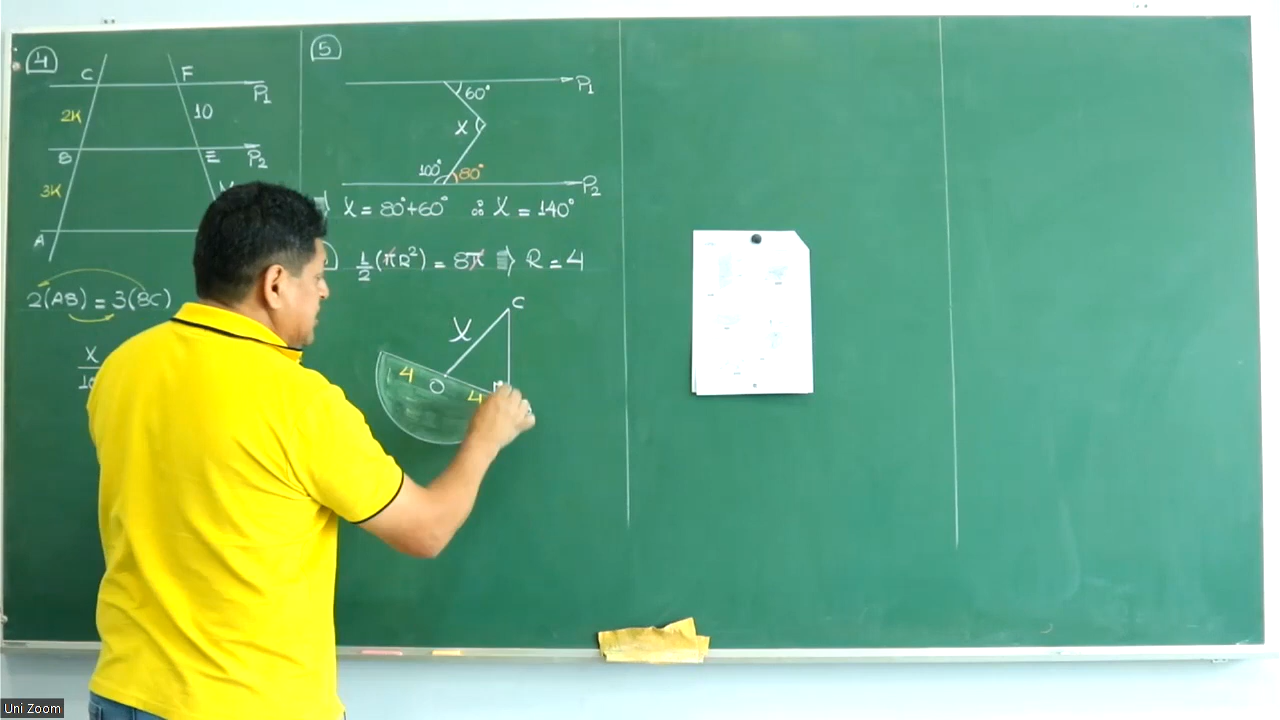 4
C F
P₁
2K 10
B E P₂
3K
A
2(AB) = 3(BC)
X
5
60° P₁
X
100° 80°
P₂
X = 80°+60° ∴ X = 140°
½(πR²) = 8π ⇒ R = 4
C
X
4 O 4
Uni Zoom